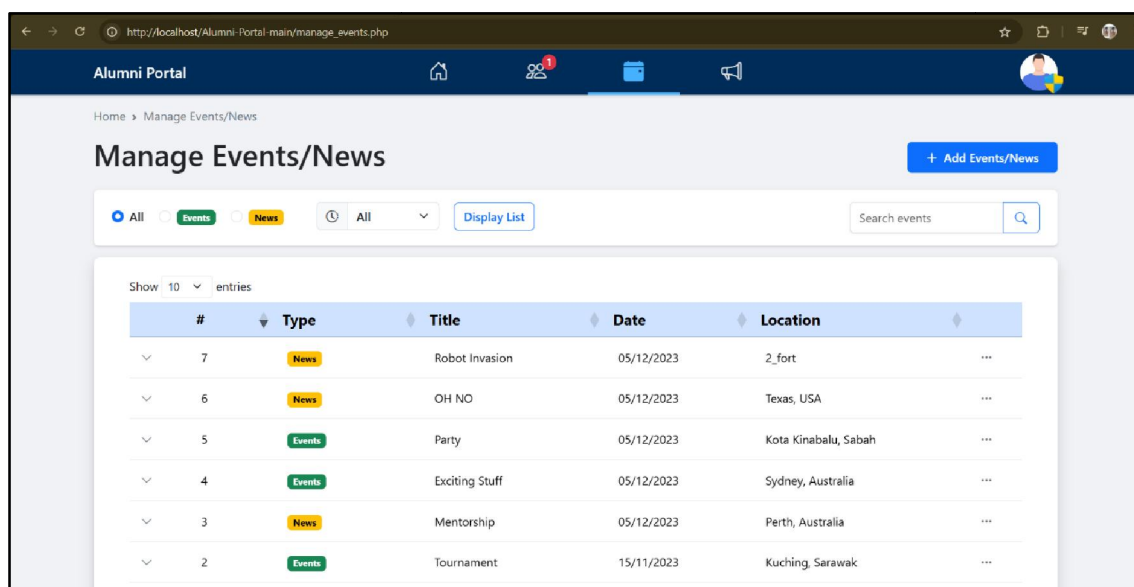 http://localhost/Alumni-Portal-main/manage_events.php
Alumni Portal
1
Home › Manage Events/News
Manage Events/News
+ Add Events/News
All Events News All Display List Search events
Show 10 entries
# Type Title Date Location
7 News Robot Invasion 05/12/2023 2_fort ...
6 News OH NO 05/12/2023 Texas, USA ...
5 Events Party 05/12/2023 Kota Kinabalu, Sabah ...
4 Events Exciting Stuff 05/12/2023 Sydney, Australia ...
3 News Mentorship 05/12/2023 Perth, Australia ...
2 Events Tournament 15/11/2023 Kuching, Sarawak ...